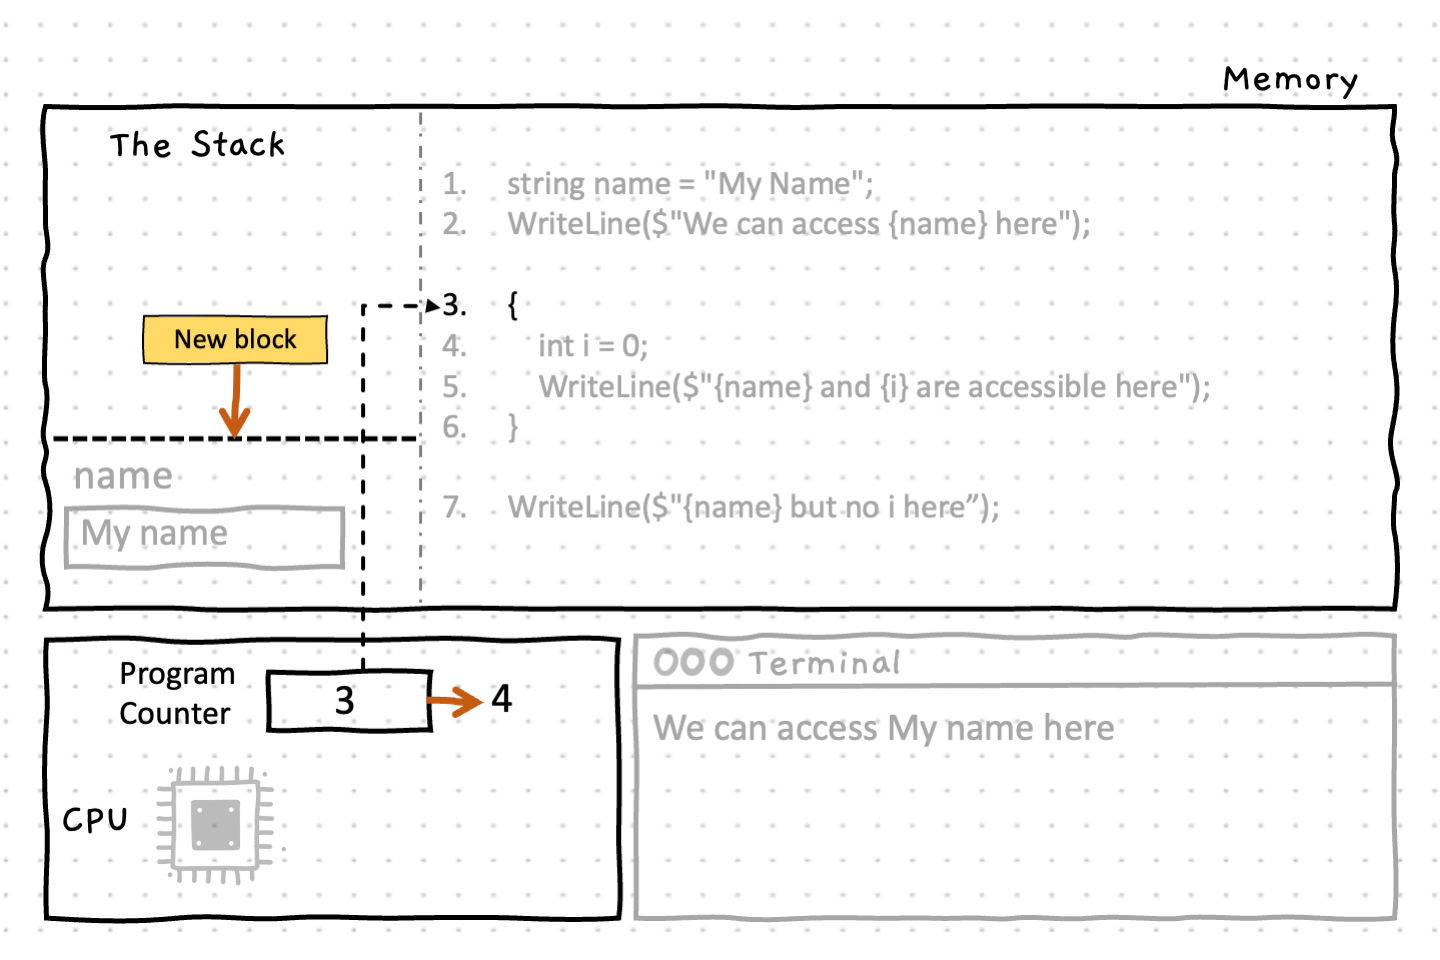 Memory
The Stack
1. string name = "My Name";
2. WriteLine($"We can access {name} here");
3. {
New block
4. int i = 0;
5. WriteLine($"{name} and {i} are accessible here");
6. }
name
My name
7. WriteLine($"{name} but no i here”);
Program
Counter
3
4
CPU
Terminal
We can access My name here